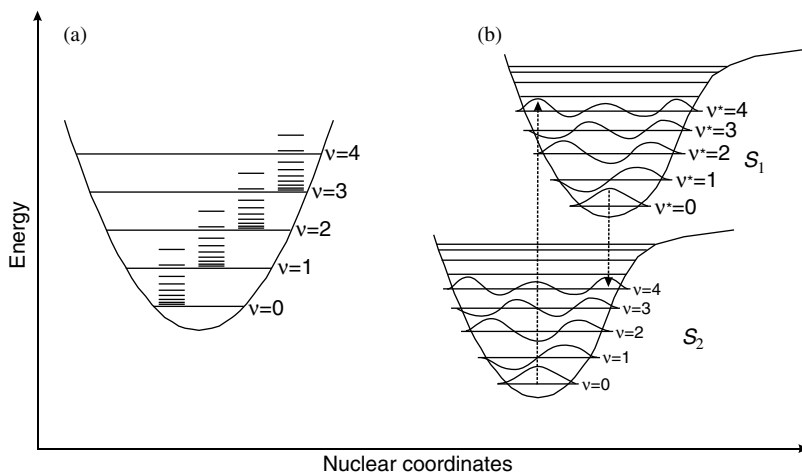 (a)
(b)
Energy
ν=4
ν=3
ν=2
ν=1
ν=0
ν*=4
ν*=3
ν*=2
ν*=1
ν*=0
S₁
ν=4
ν=3
ν=2
ν=1
ν=0
S₂
Nuclear coordinates